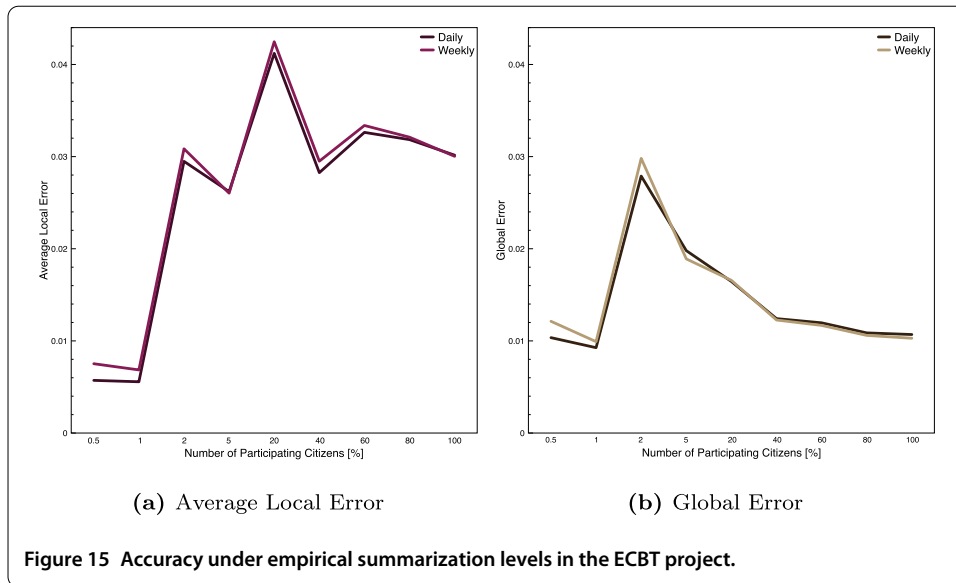 Daily
Weekly
0.04
0.03
0.02
0.01
0
Average Local Error
0.5 1 2 5 20 40 60 80 100
Number of Participating Citizens [%]
(a) Average Local Error
Daily
Weekly
0.04
0.03
0.02
0.01
0
Global Error
0.5 1 2 5 20 40 60 80 100
Number of Participating Citizens [%]
(b) Global Error
Figure 15 Accuracy under empirical summarization levels in the ECBT project.